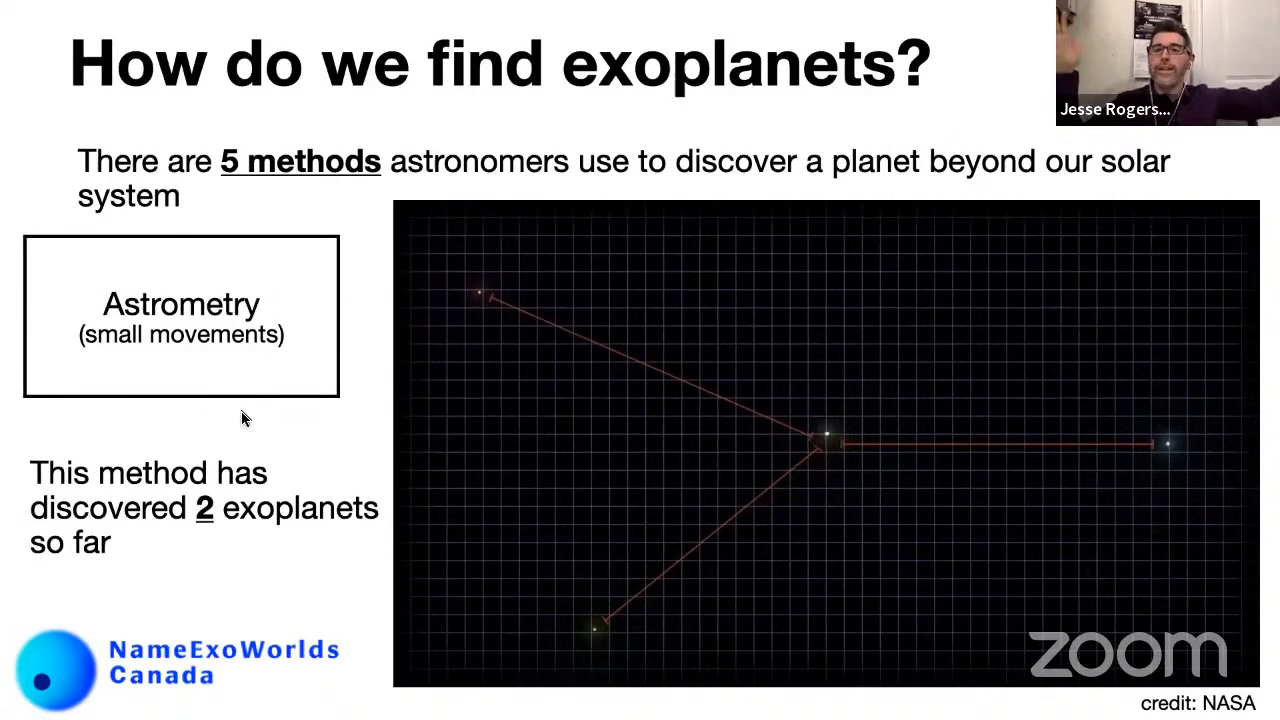 How do we find exoplanets?
Jesse Rogers...
There are 5 methods astronomers use to discover a planet beyond our solar
system
Astrometry
(small movements)
This method has
discovered 2 exoplanets
so far
NameExoWorlds
Canada
zoom
credit: NASA